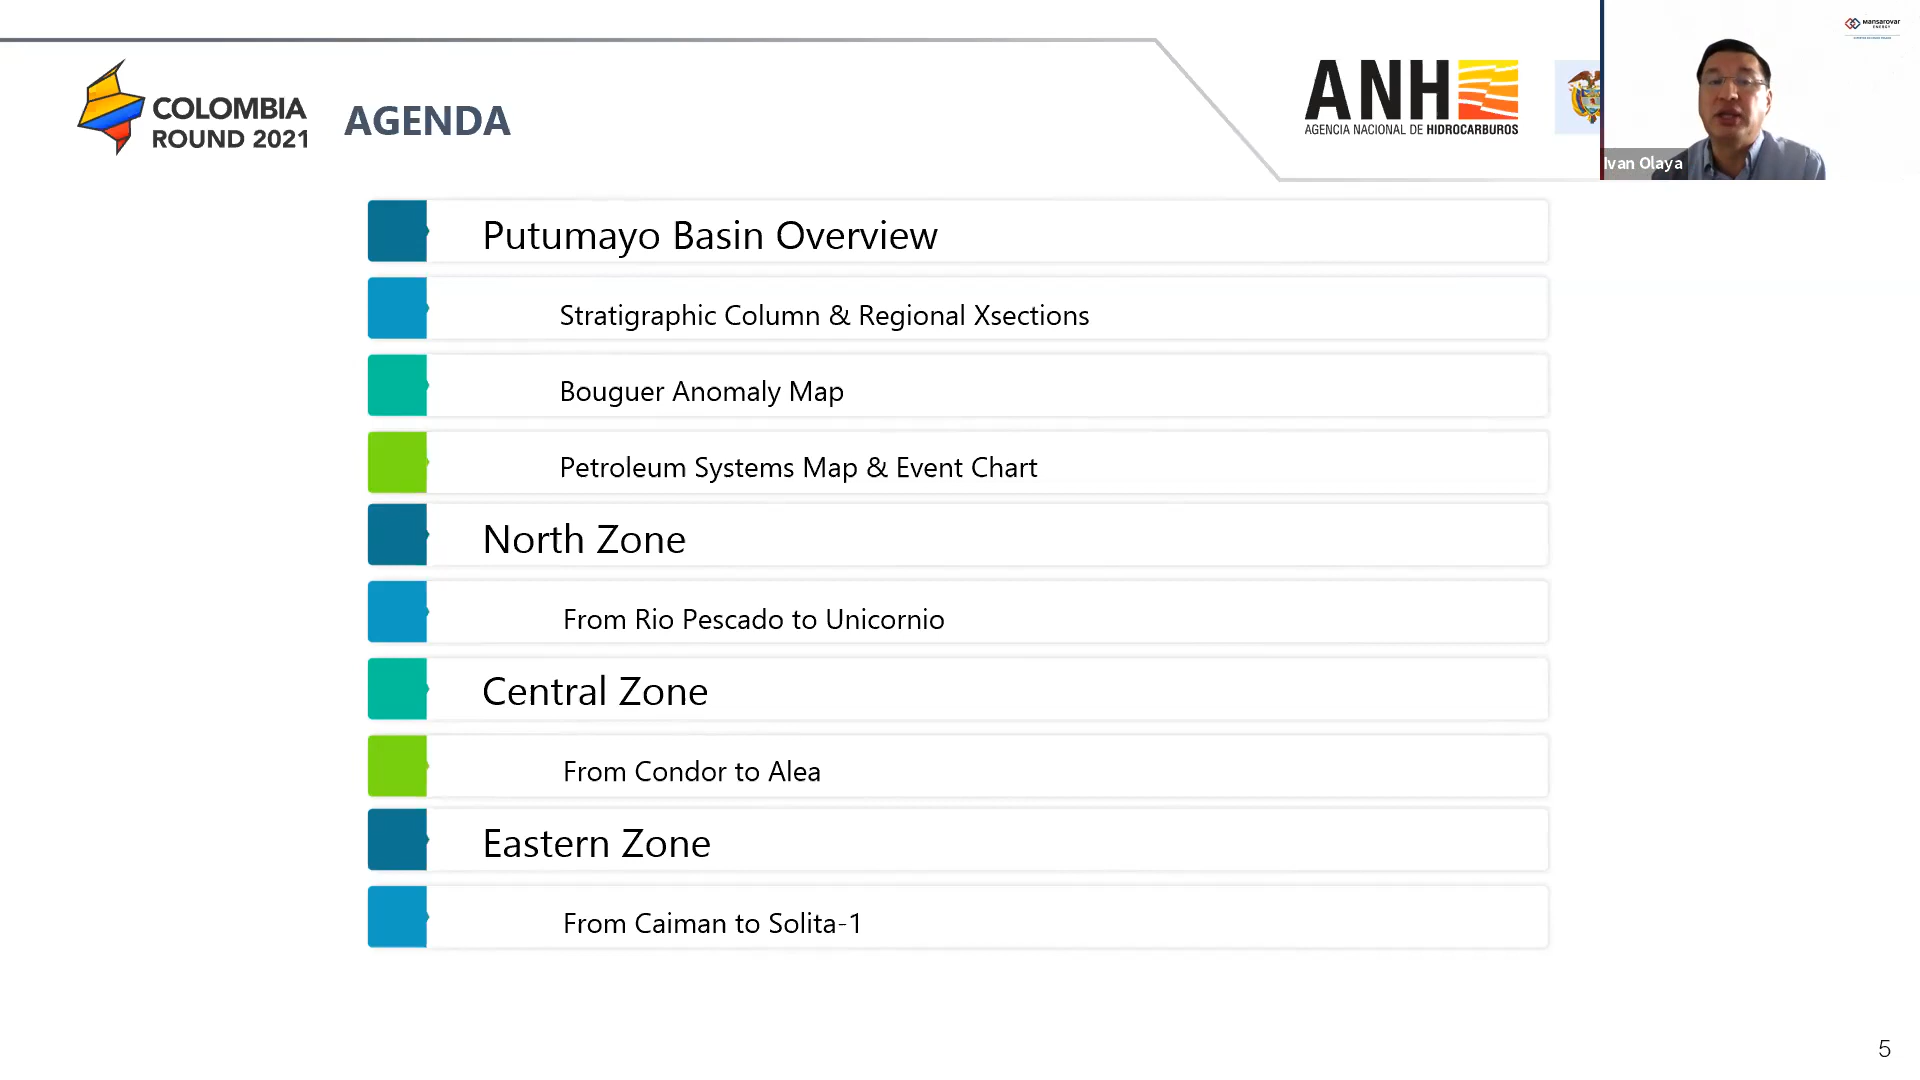 COLOMBIA
ROUND 2021
AGENDA
ANH
AGENCIA NACIONAL DE HIDROCARBUROS
Mansarovar
ENERGY
Ivan Olaya
Putumayo Basin Overview
Stratigraphic Column & Regional Xsections
Bouguer Anomaly Map
Petroleum Systems Map & Event Chart
North Zone
From Rio Pescado to Unicornio
Central Zone
From Condor to Alea
Eastern Zone
From Caiman to Solita-1
5